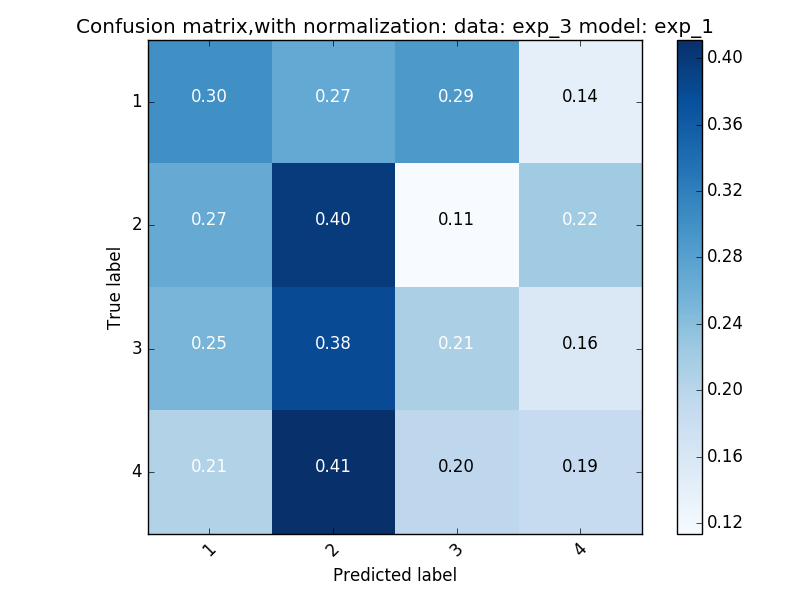 Confusion matrix,with normalization: data: exp_3 model: exp_1
1 0.30 0.27 0.29 0.14
2 0.27 0.40 0.11 0.22
3 0.25 0.38 0.21 0.16
4 0.21 0.41 0.20 0.19
1 2 3 4
True label
Predicted label
0.40
0.36
0.32
0.28
0.24
0.20
0.16
0.12